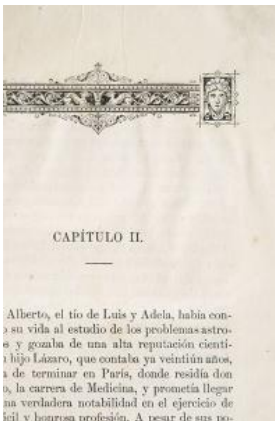 CAPÍTULO II.
Alberto, el tío de Luis y Adela, había con-
su vida al estudio de los problemas astro-
y gozaba de una alta reputación cientí-
hijo Lázaro, que contaba ya veintiún años,
de terminar en París, donde residía don
la carrera de Medicina, y prometía llegar
una verdadera notabilidad en el ejercicio de
y honrosa profesión. A pesar de sus po-